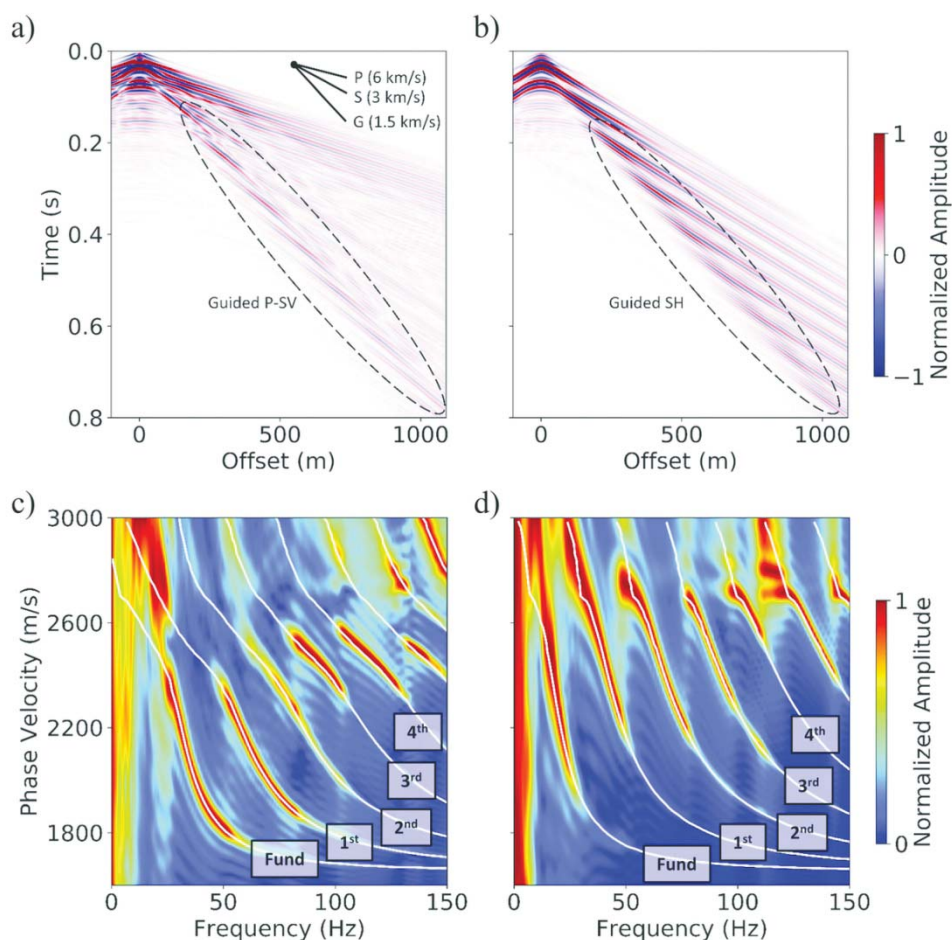 a)
b)
0.0
0.2
0.4
0.6
0.8
Time (s)
P (6 km/s)
S (3 km/s)
G (1.5 km/s)
Guided P-SV
Guided SH
0
500
1000
Offset (m)
0
500
1000
Offset (m)
1
0
−1
Normalized Amplitude
c)
d)
3000
2600
2200
1800
Phase Velocity (m/s)
4th
3rd
2nd
1st
Fund
4th
3rd
2nd
1st
Fund
0
50
100
150
Frequency (Hz)
0
50
100
150
Frequency (Hz)
1
0
Normalized Amplitude